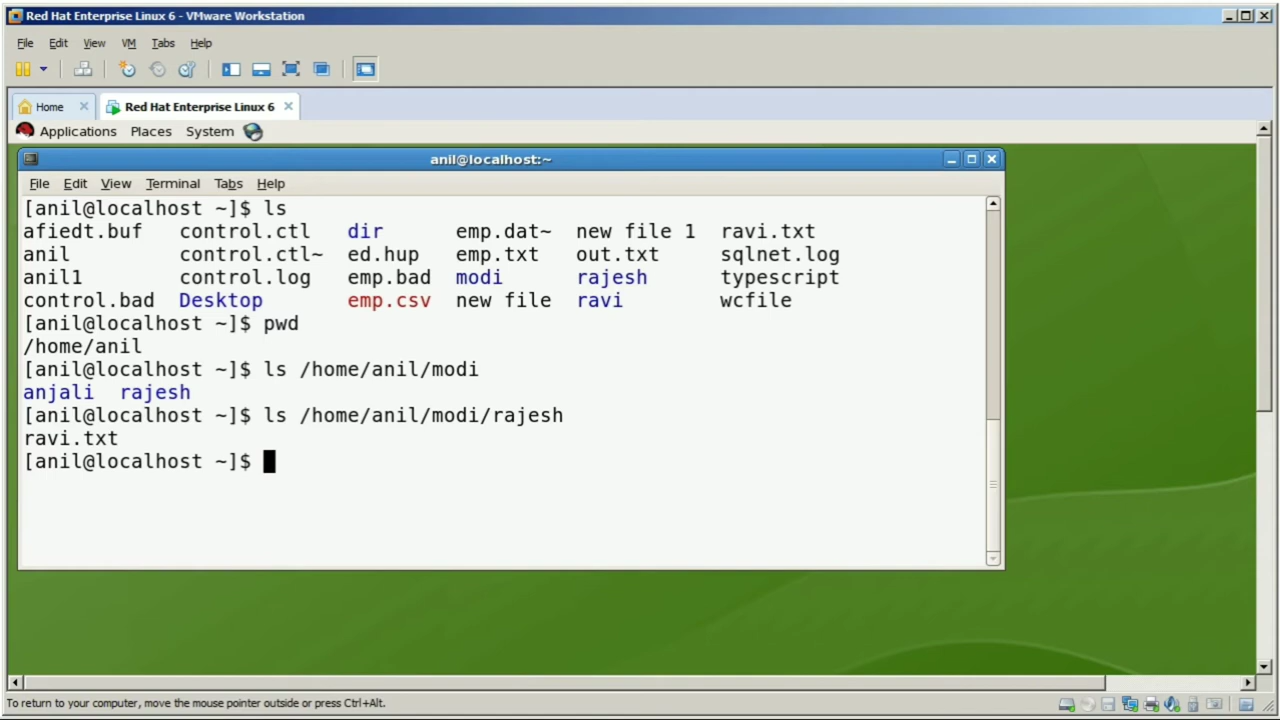 Red Hat Enterprise Linux 6 - VMware Workstation
File Edit View VM Tabs Help
Home Red Hat Enterprise Linux 6
Applications Places System
anil@localhost:~
File Edit View Terminal Tabs Help
[anil@localhost ~]$ ls
afiedt.buf control.ctl dir emp.dat~ new file 1 ravi.txt
anil control.ctl~ ed.hup emp.txt out.txt sqlnet.log
anil1 control.log emp.bad modi rajesh typescript
control.bad Desktop emp.csv new file ravi wcfile
[anil@localhost ~]$ pwd
/home/anil
[anil@localhost ~]$ ls /home/anil/modi
anjali rajesh
[anil@localhost ~]$ ls /home/anil/modi/rajesh
ravi.txt
[anil@localhost ~]$
To return to your computer, move the mouse pointer outside or press Ctrl+Alt.